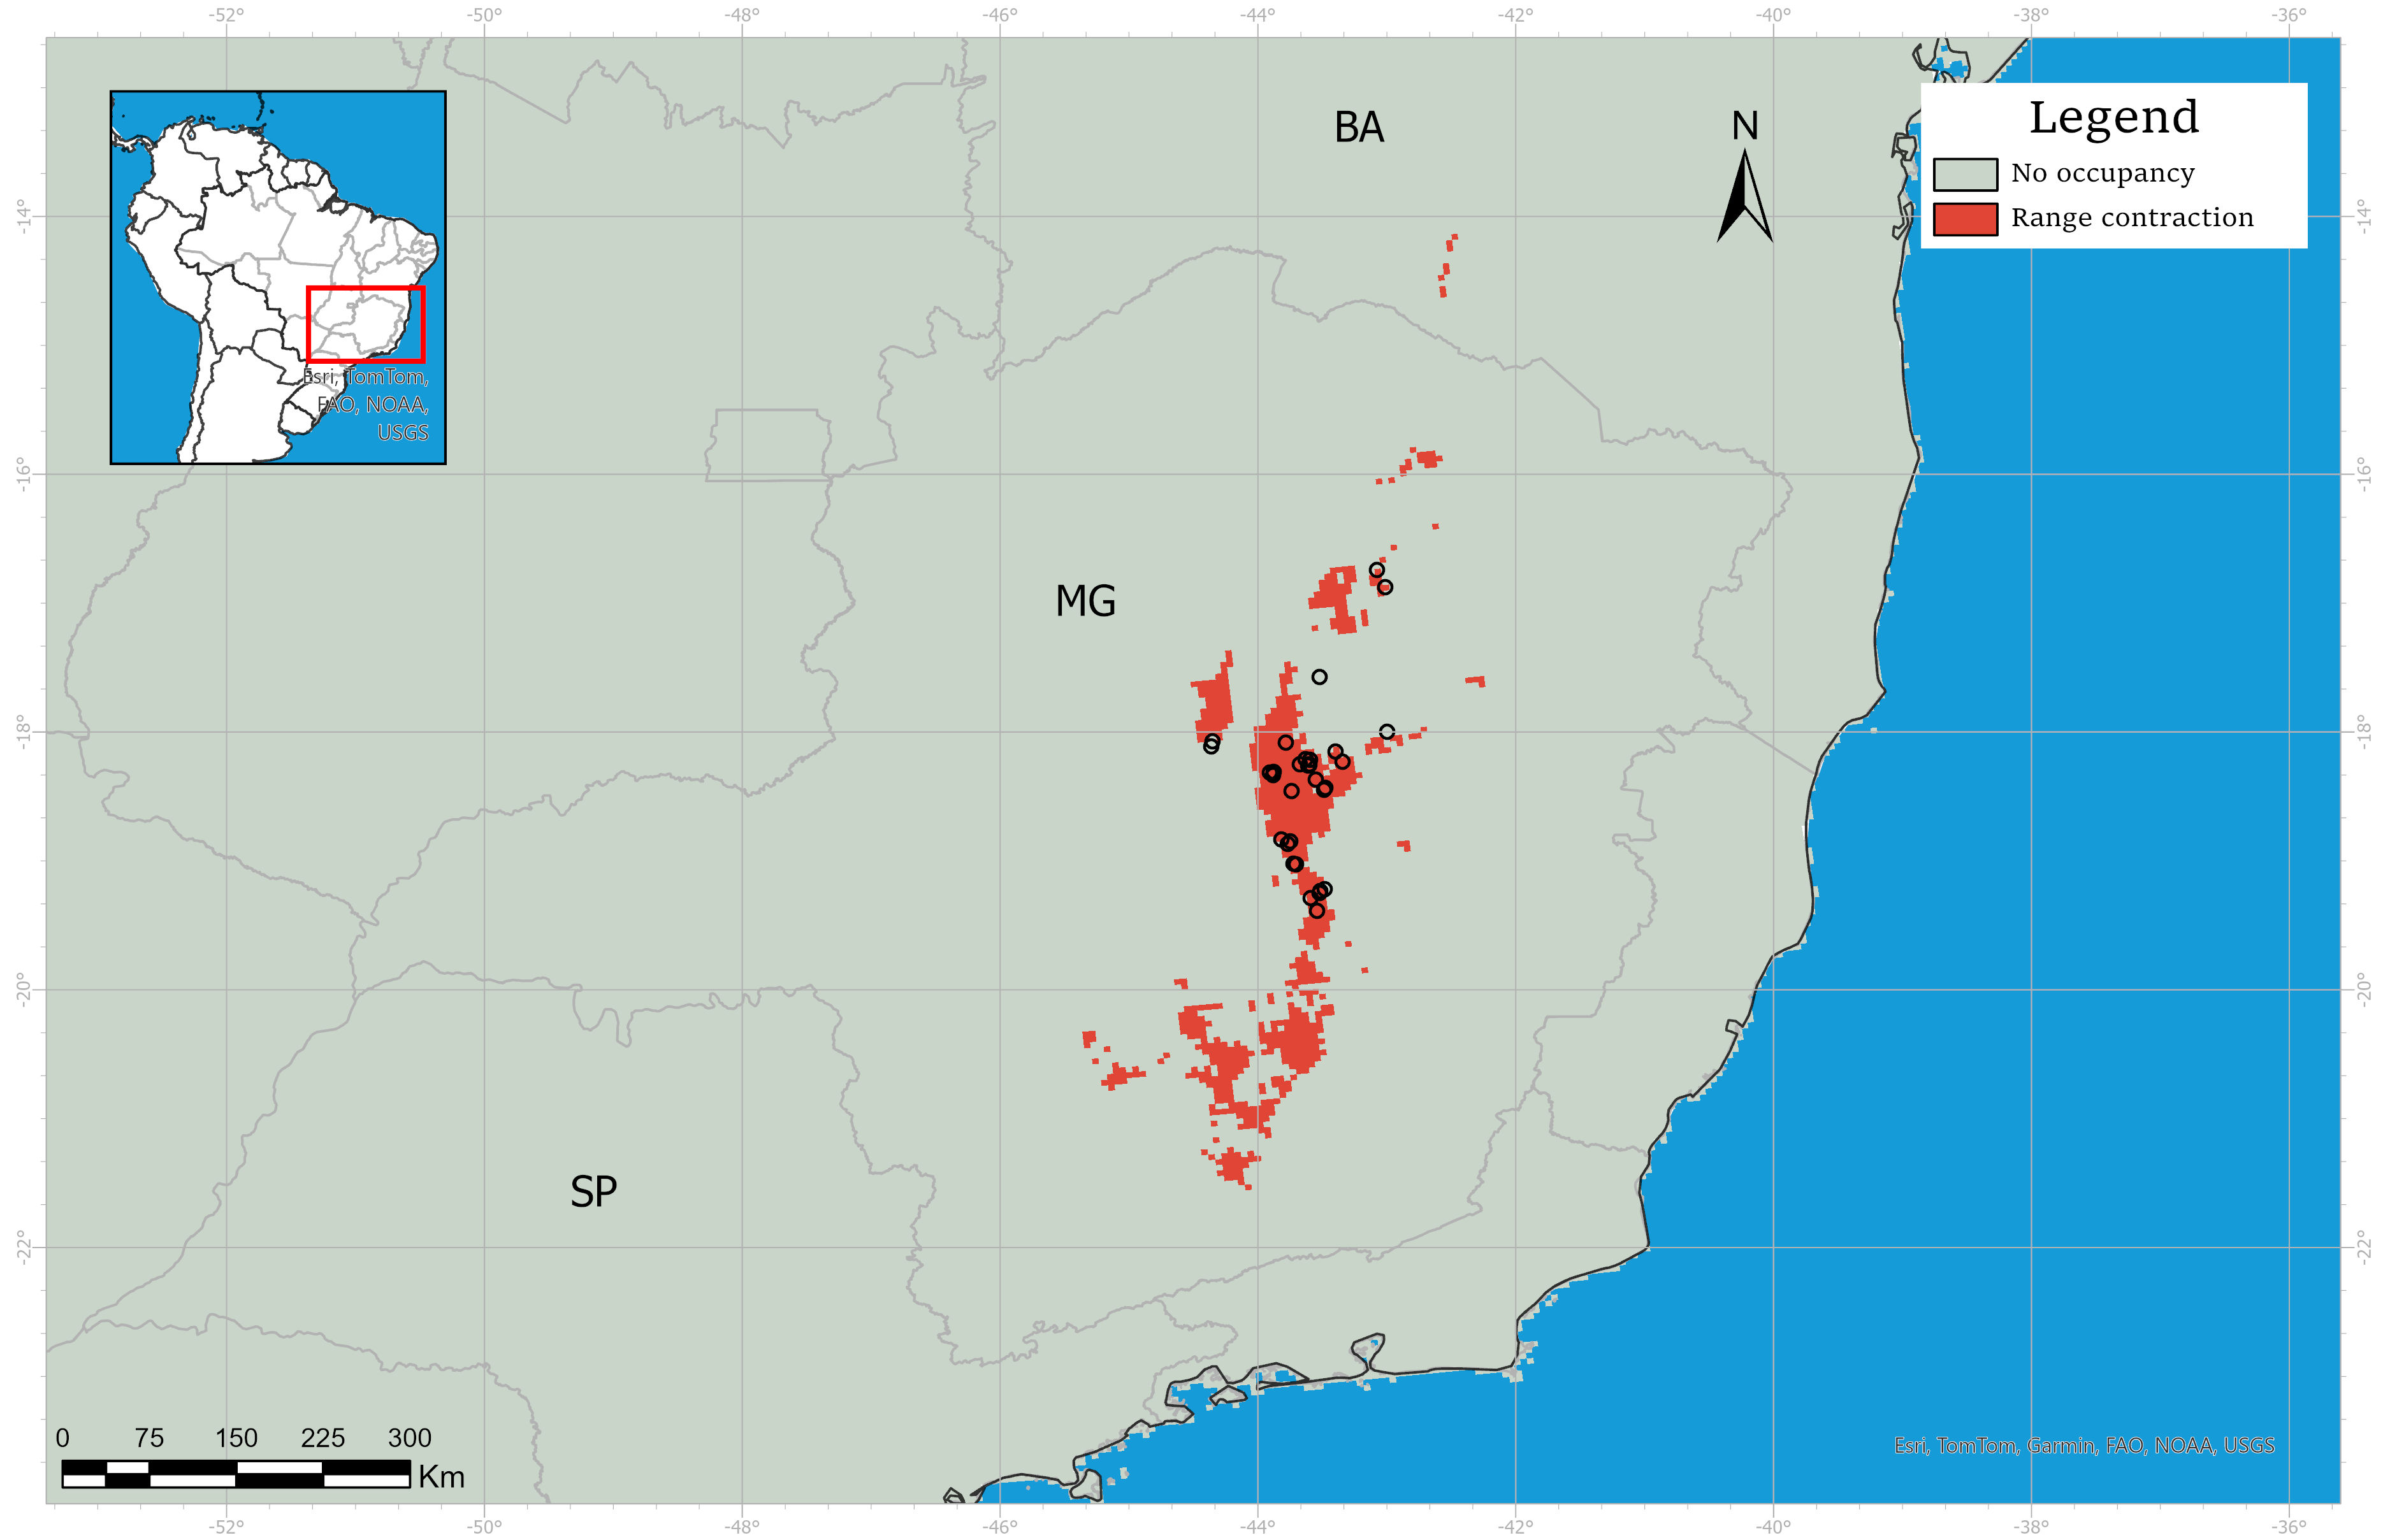 -52° -50° -48° -46° -44° -42° -40° -38° -36°
BA
N
Legend
No occupancy
Range contraction
-14° -14°
Esri, TomTom,
FAO, NOAA,
USGS
-16° -16°
MG
-18° -18°
-20° -20°
SP
-22° -22°
0 75 150 225 300
Km
Esri, TomTom, Garmin, FAO, NOAA, USGS
-52° -50° -48° -46° -44° -42° -40° -38° -36°